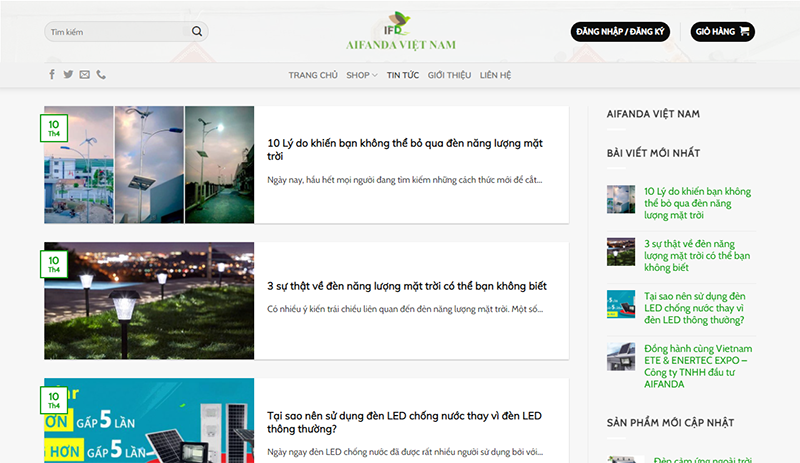 Tìm kiếm
IFD
AIFANDA VIỆT NAM
ĐĂNG NHẬP / ĐĂNG KÝ
GIỎ HÀNG
TRANG CHỦ SHOP TIN TỨC GIỚI THIỆU LIÊN HỆ
10
Th4
10 Lý do khiến bạn không thể bỏ qua đèn năng lượng mặt
trời
Ngày nay, hầu hết mọi người đang tìm kiếm những cách thức mới để cắt...
10
Th4
3 sự thật về đèn năng lượng mặt trời có thể bạn không biết
Có nhiều ý kiến trái chiều liên quan đến đèn năng lượng mặt trời. Một số...
10
Th4
GẤP 5 LẦN
HƠN GẤP 5 LẦN
Tại sao nên sử dụng đèn LED chống nước thay vì đèn LED
thông thường?
Ngày ngay đèn LED chống nước đã được rất nhiều người sử dụng bởi với...
AIFANDA VIỆT NAM
BÀI VIẾT MỚI NHẤT
10 Lý do khiến bạn không
thể bỏ qua đèn năng
lượng mặt trời
3 sự thật về đèn năng
lượng mặt trời có thể bạn
không biết
Tại sao nên sử dụng đèn
LED chống nước thay vì
đèn LED thông thường?
Đồng hành cùng Vietnam
ETE & ENERTEC EXPO –
Công ty TNHH đầu tư
AIFANDA
SẢN PHẨM MỚI CẬP NHẬT
Đèn cảm ứng ngoài trời